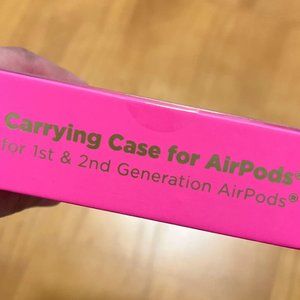 Carrying Case for AirPods®
for 1st & 2nd Generation AirPods®